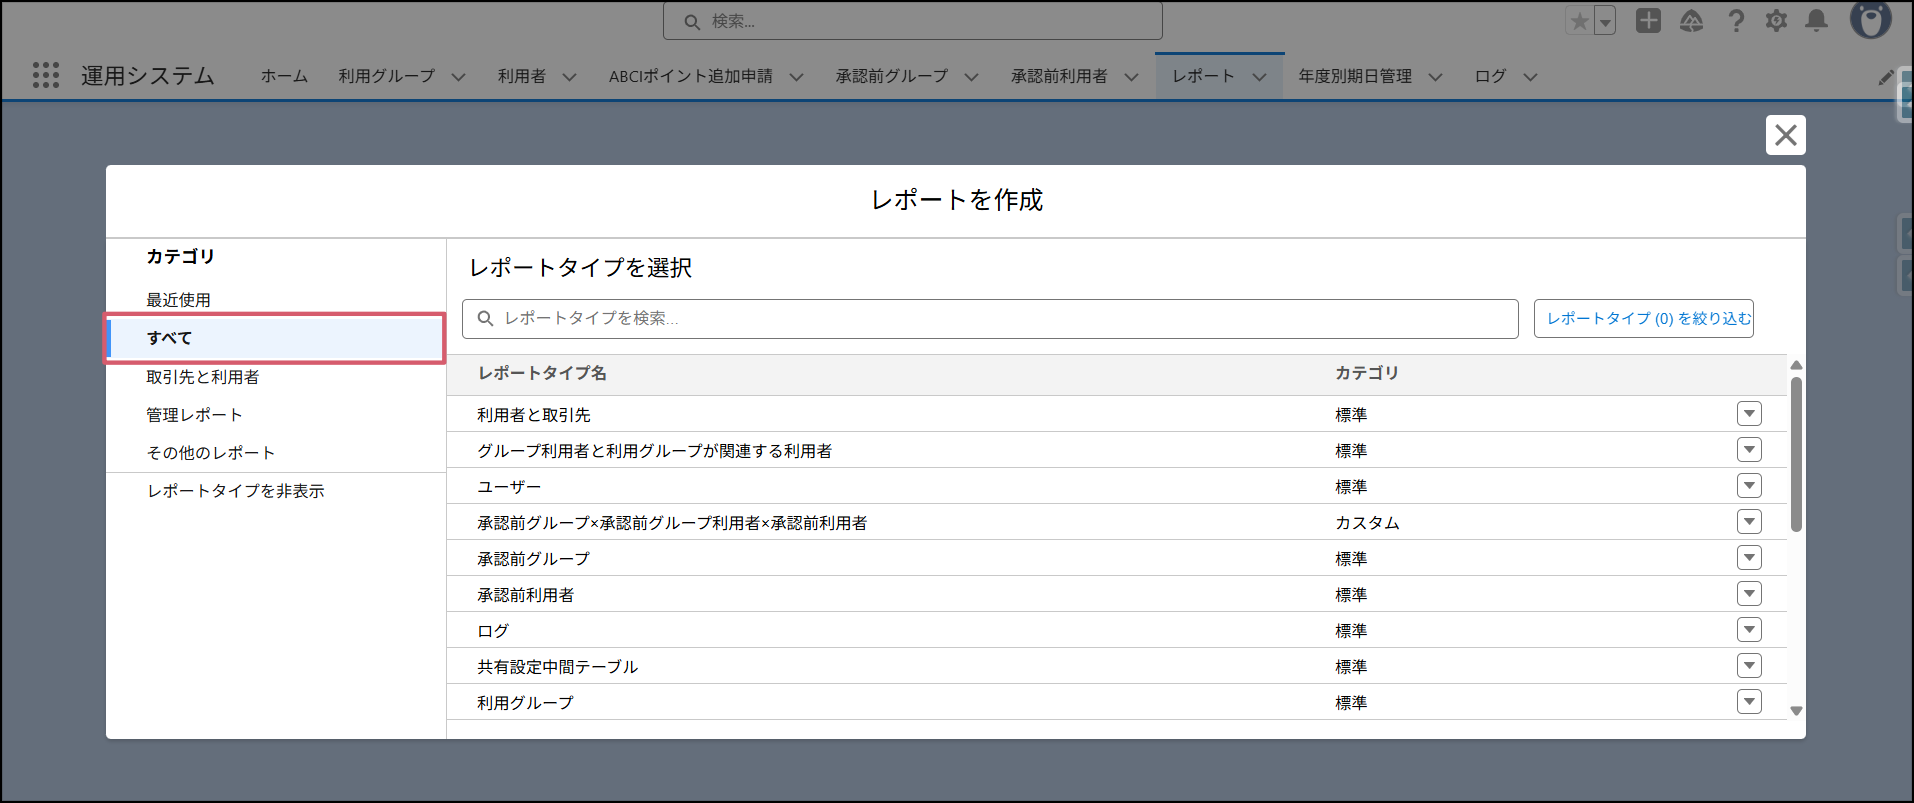 検索...
運用システム ホーム 利用グループ 利用者 ABCIポイント追加申請 承認前グループ 承認前利用者 レポート 年度別期日管理 ログ
レポートを作成
カテゴリ
最近使用
すべて
取引先と利用者
管理レポート
その他のレポート
レポートタイプを非表示
レポートタイプを選択
レポートタイプを検索...
レポートタイプ (0) を絞り込む
レポートタイプ名 カテゴリ
利用者と取引先 標準
グループ利用者と利用グループが関連する利用者 標準
ユーザー 標準
承認前グループ×承認前グループ利用者×承認前利用者 カスタム
承認前グループ 標準
承認前利用者 標準
ログ 標準
共有設定中間テーブル 標準
利用グループ 標準